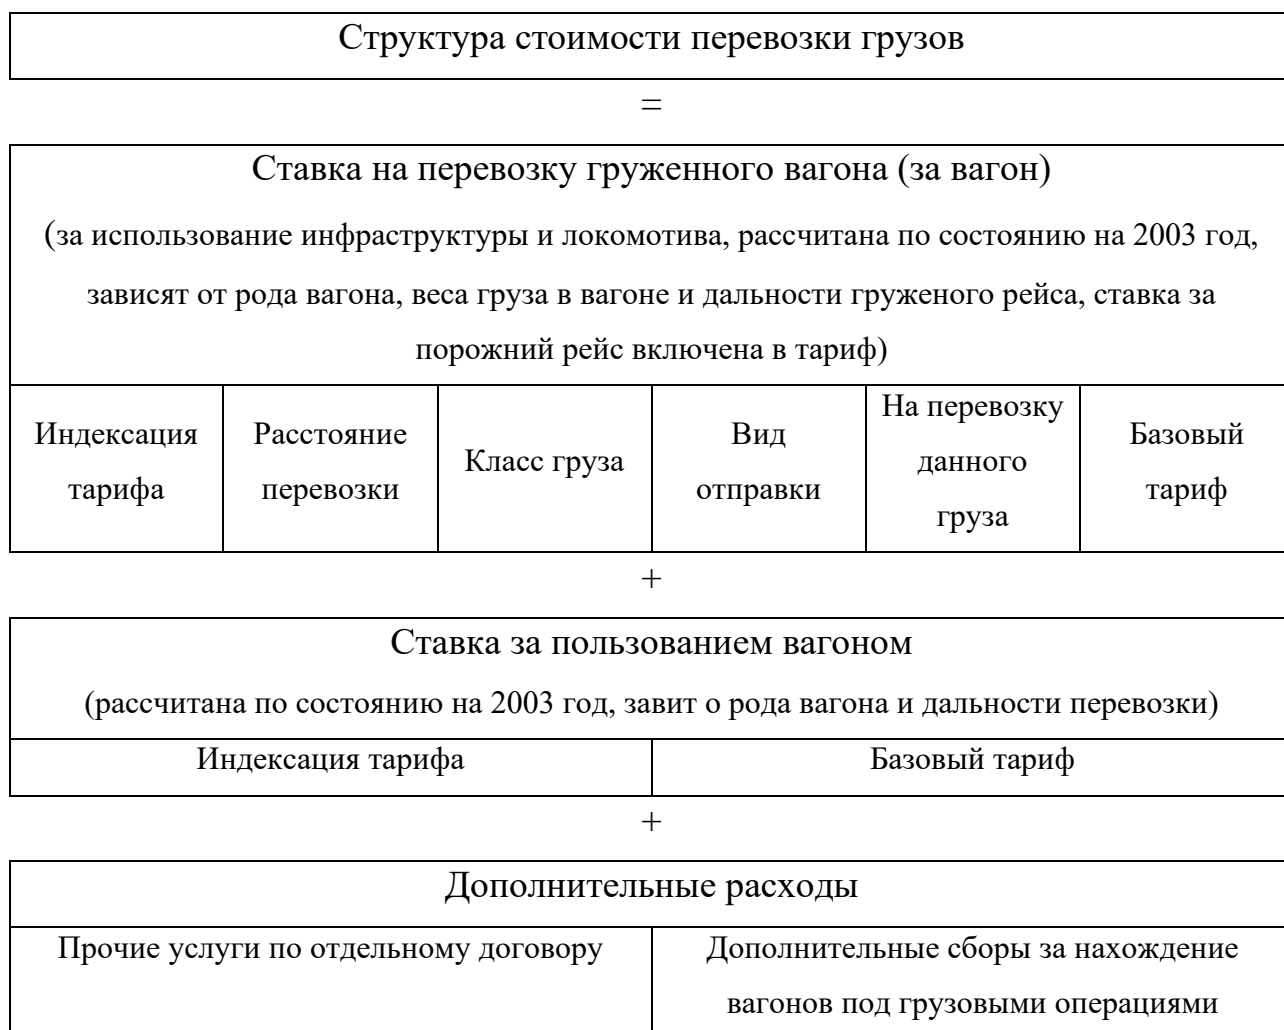 Структура стоимости перевозки грузов
=
Ставка на перевозку груженного вагона (за вагон)
(за использование инфраструктуры и локомотива, рассчитана по состоянию на 2003 год,
зависят от рода вагона, веса груза в вагоне и дальности груженого рейса, ставка за
порожний рейс включена в тариф)
Индексация
тарифа
Расстояние
перевозки
Класс груза
Вид
отправки
На перевозку
данного
груза
Базовый
тариф
+
Ставка за пользованием вагоном
(рассчитана по состоянию на 2003 год, завит о рода вагона и дальности перевозки)
Индексация тарифа
Базовый тариф
+
Дополнительные расходы
Прочие услуги по отдельному договору
Дополнительные сборы за нахождение
вагонов под грузовыми операциями